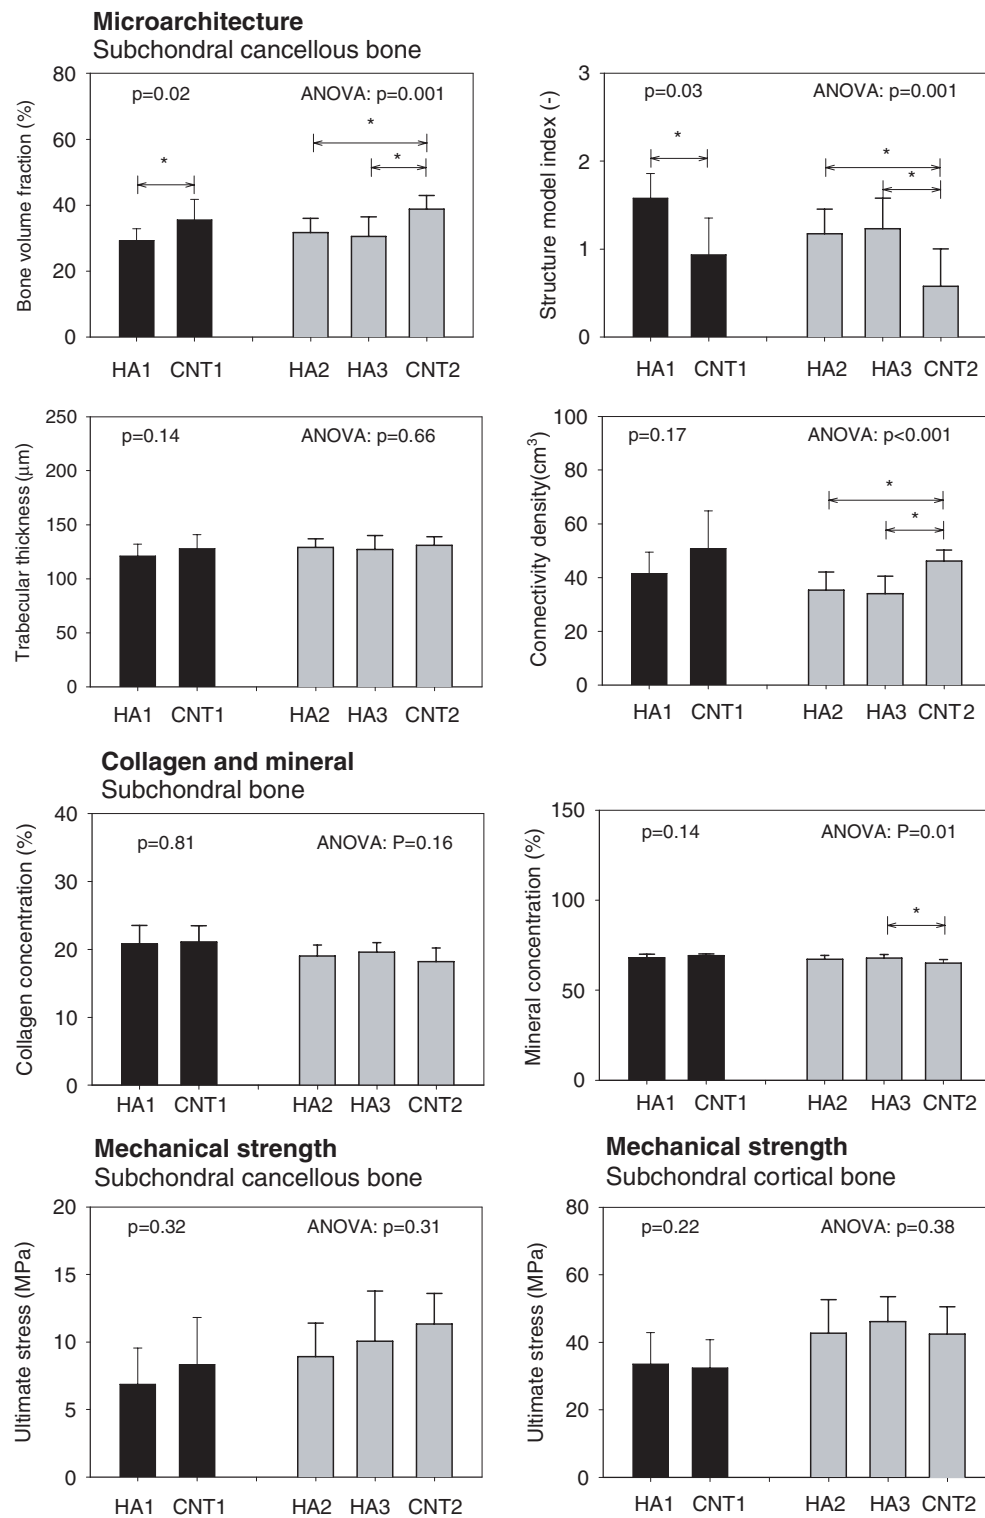 Microarchitecture
Subchondral cancellous bone
Bone volume fraction (%)
80
60
40
20
0
p=0.02
ANOVA: p=0.001
*
*
*
HA1 CNT1 HA2 HA3 CNT2
Structure model index (-)
3
2
1
0
p=0.03
ANOVA: p=0.001
*
*
*
HA1 CNT1 HA2 HA3 CNT2
Trabecular thickness (µm)
250
200
150
100
50
0
p=0.14
ANOVA: p=0.66
HA1 CNT1 HA2 HA3 CNT2
Connectivity density(cm³)
100
80
60
40
20
0
p=0.17
ANOVA: p<0.001
*
*
HA1 CNT1 HA2 HA3 CNT2
Collagen and mineral
Subchondral bone
Collagen concentration (%)
40
30
20
10
0
p=0.81
ANOVA: P=0.16
HA1 CNT1 HA2 HA3 CNT2
Mineral concentration (%)
150
100
50
0
p=0.14
ANOVA: P=0.01
*
HA1 CNT1 HA2 HA3 CNT2
Mechanical strength
Subchondral cancellous bone
Ultimate stress (MPa)
20
15
10
5
0
p=0.32
ANOVA: p=0.31
HA1 CNT1 HA2 HA3 CNT2
Mechanical strength
Subchondral cortical bone
Ultimate stress (MPa)
80
60
40
20
0
p=0.22
ANOVA: p=0.38
HA1 CNT1 HA2 HA3 CNT2